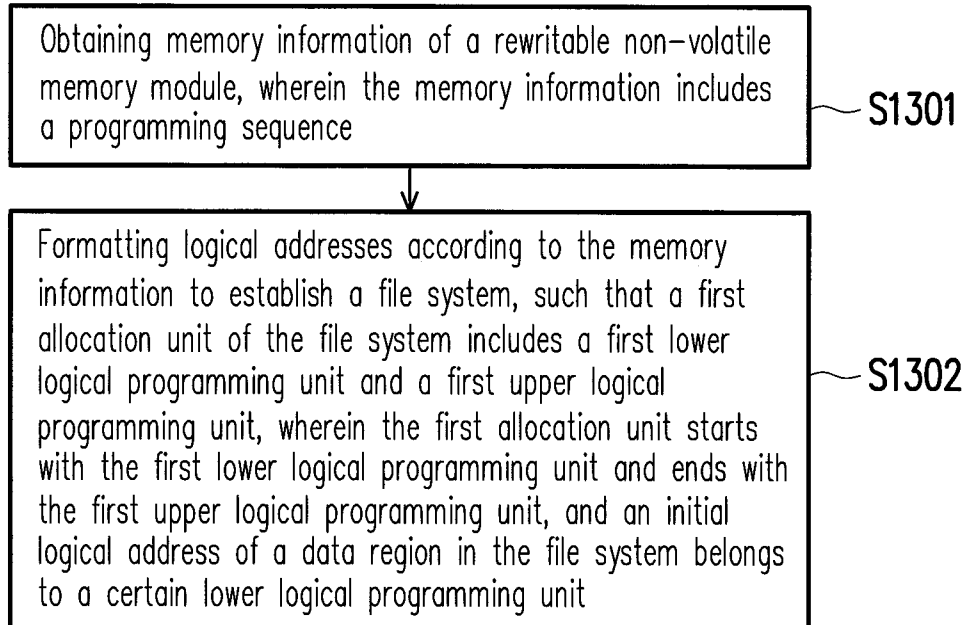 Obtaining memory information of a rewritable non-volatile
memory module, wherein the memory information includes
a programming sequence
S1301
Formatting logical addresses according to the memory
information to establish a file system, such that a first
allocation unit of the file system includes a first lower
logical programming unit and a first upper logical
programming unit, wherein the first allocation unit starts
with the first lower logical programming unit and ends with
the first upper logical programming unit, and an initial
logical address of a data region in the file system belongs
to a certain lower logical programming unit
S1302